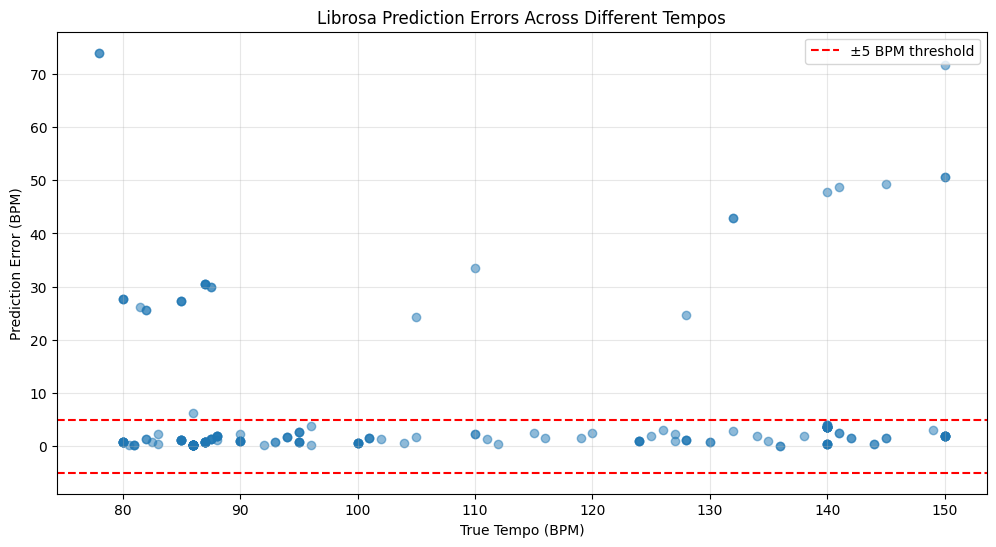 Librosa Prediction Errors Across Different Tempos
±5 BPM threshold
Prediction Error (BPM)
70
60
50
40
30
20
10
0
80 90 100 110 120 130 140 150
True Tempo (BPM)